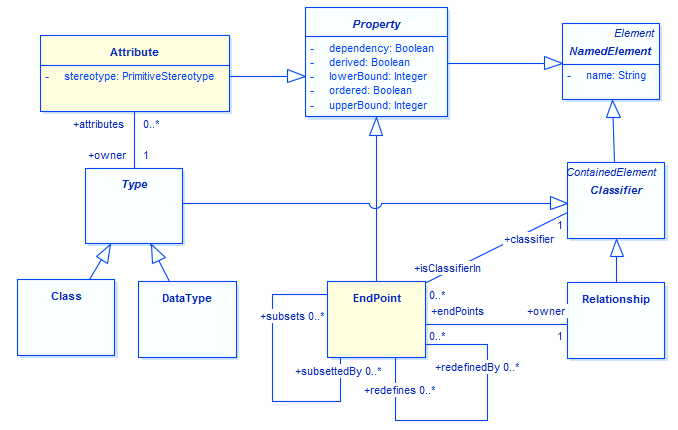 Property
- dependency: Boolean
- derived: Boolean
- lowerBound: Integer
- ordered: Boolean
- upperBound: Integer
Attribute
- stereotype: PrimitiveStereotype
Element
NamedElement
- name: String
+attributes 0..*
+owner 1
Type
ContainedElement
Classifier
1
+classifier
+isClassifierIn
0..*
Class
DataType
EndPoint
Relationship
+subsets 0..*
+endPoints
+owner
0..*
1
+subsettedBy 0..*
+redefinedBy 0..*
+redefines 0..*